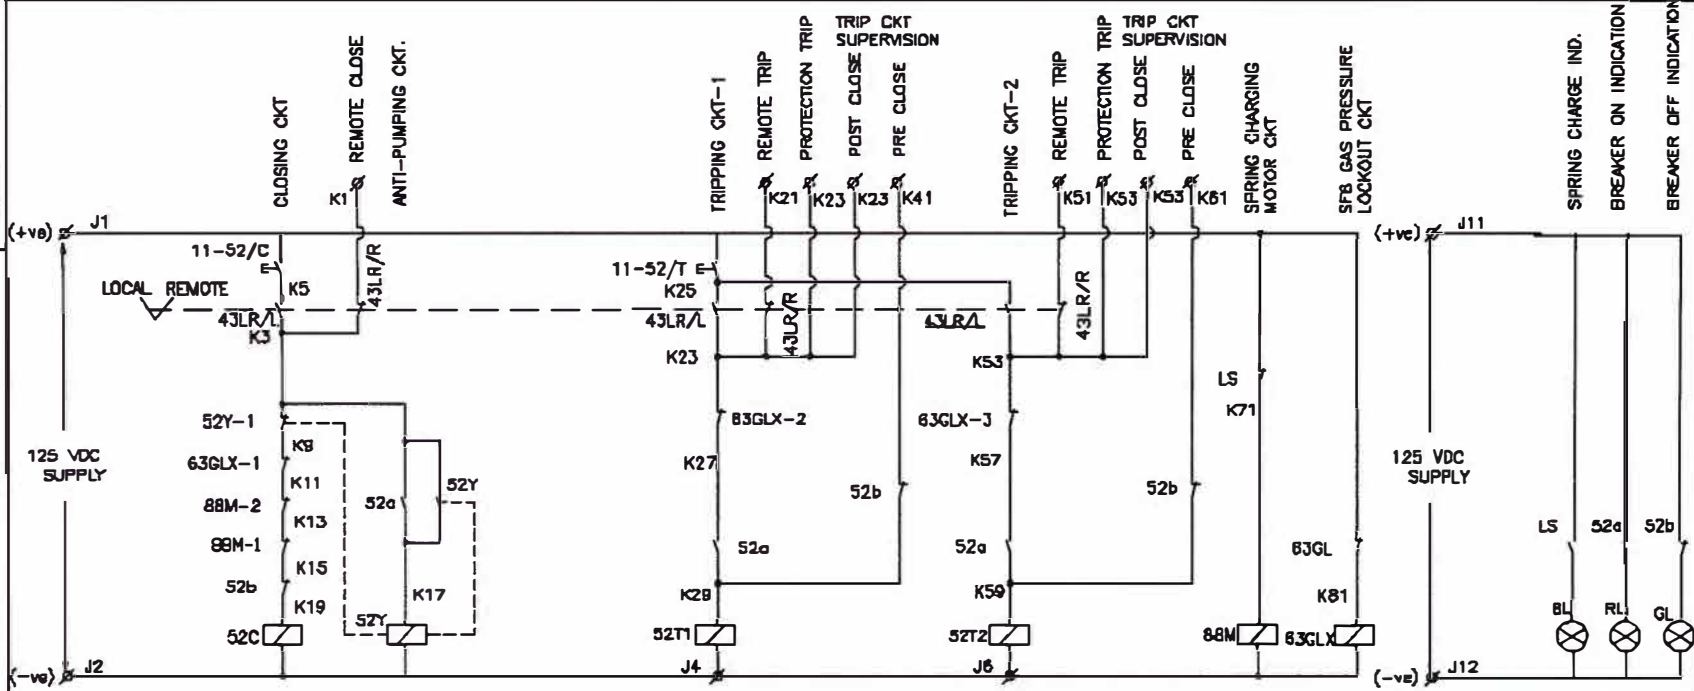 CLOSING CKT
REMOTE CLOSE
ANTI-PUMPING CKT.
TRIPPING CKT-1
REMOTE TRIP
PROTECTION TRIP
TRIP CKT
SUPERVISION
POST CLOSE
PRE CLOSE
TRIPPING CKT-2
REMOTE TRIP
PROTECTION TRIP
TRIP CKT
SUPERVISION
POST CLOSE
PRE CLOSE
SPRING CHARGING
MOTOR CKT
SF6 GAS PRESSURE
LOCKOUT CKT
SPRING CHARGE IND.
BREAKER ON INDICATION
BREAKER OFF INDICATION
K1
K21
K23
K23
K41
K51
K53
K53
K61
(+ve)
J1
(+ve)
J11
11-52/C
K5
43LR/R
LOCAL REMOTE
43LR/L
K3
11-52/T
K25
43LR/L
43LR/R
K23
43LR/L
43LR/R
K53
LS
K71
52Y-1
K9
63GLX-1
K11
88M-2
K13
88M-1
K15
52b
K19
52C
52a
52Y
K17
52Y
63GLX-2
K27
52b
52a
K29
52T1
63GLX-3
K57
52b
52a
K59
52T2
88M
63GL
K81
63GLX
125 VDC
SUPPLY
125 VDC
SUPPLY
LS
52a
52b
BL
RL
GL
(-ve)
J2
J4
J6
(-ve)
J12